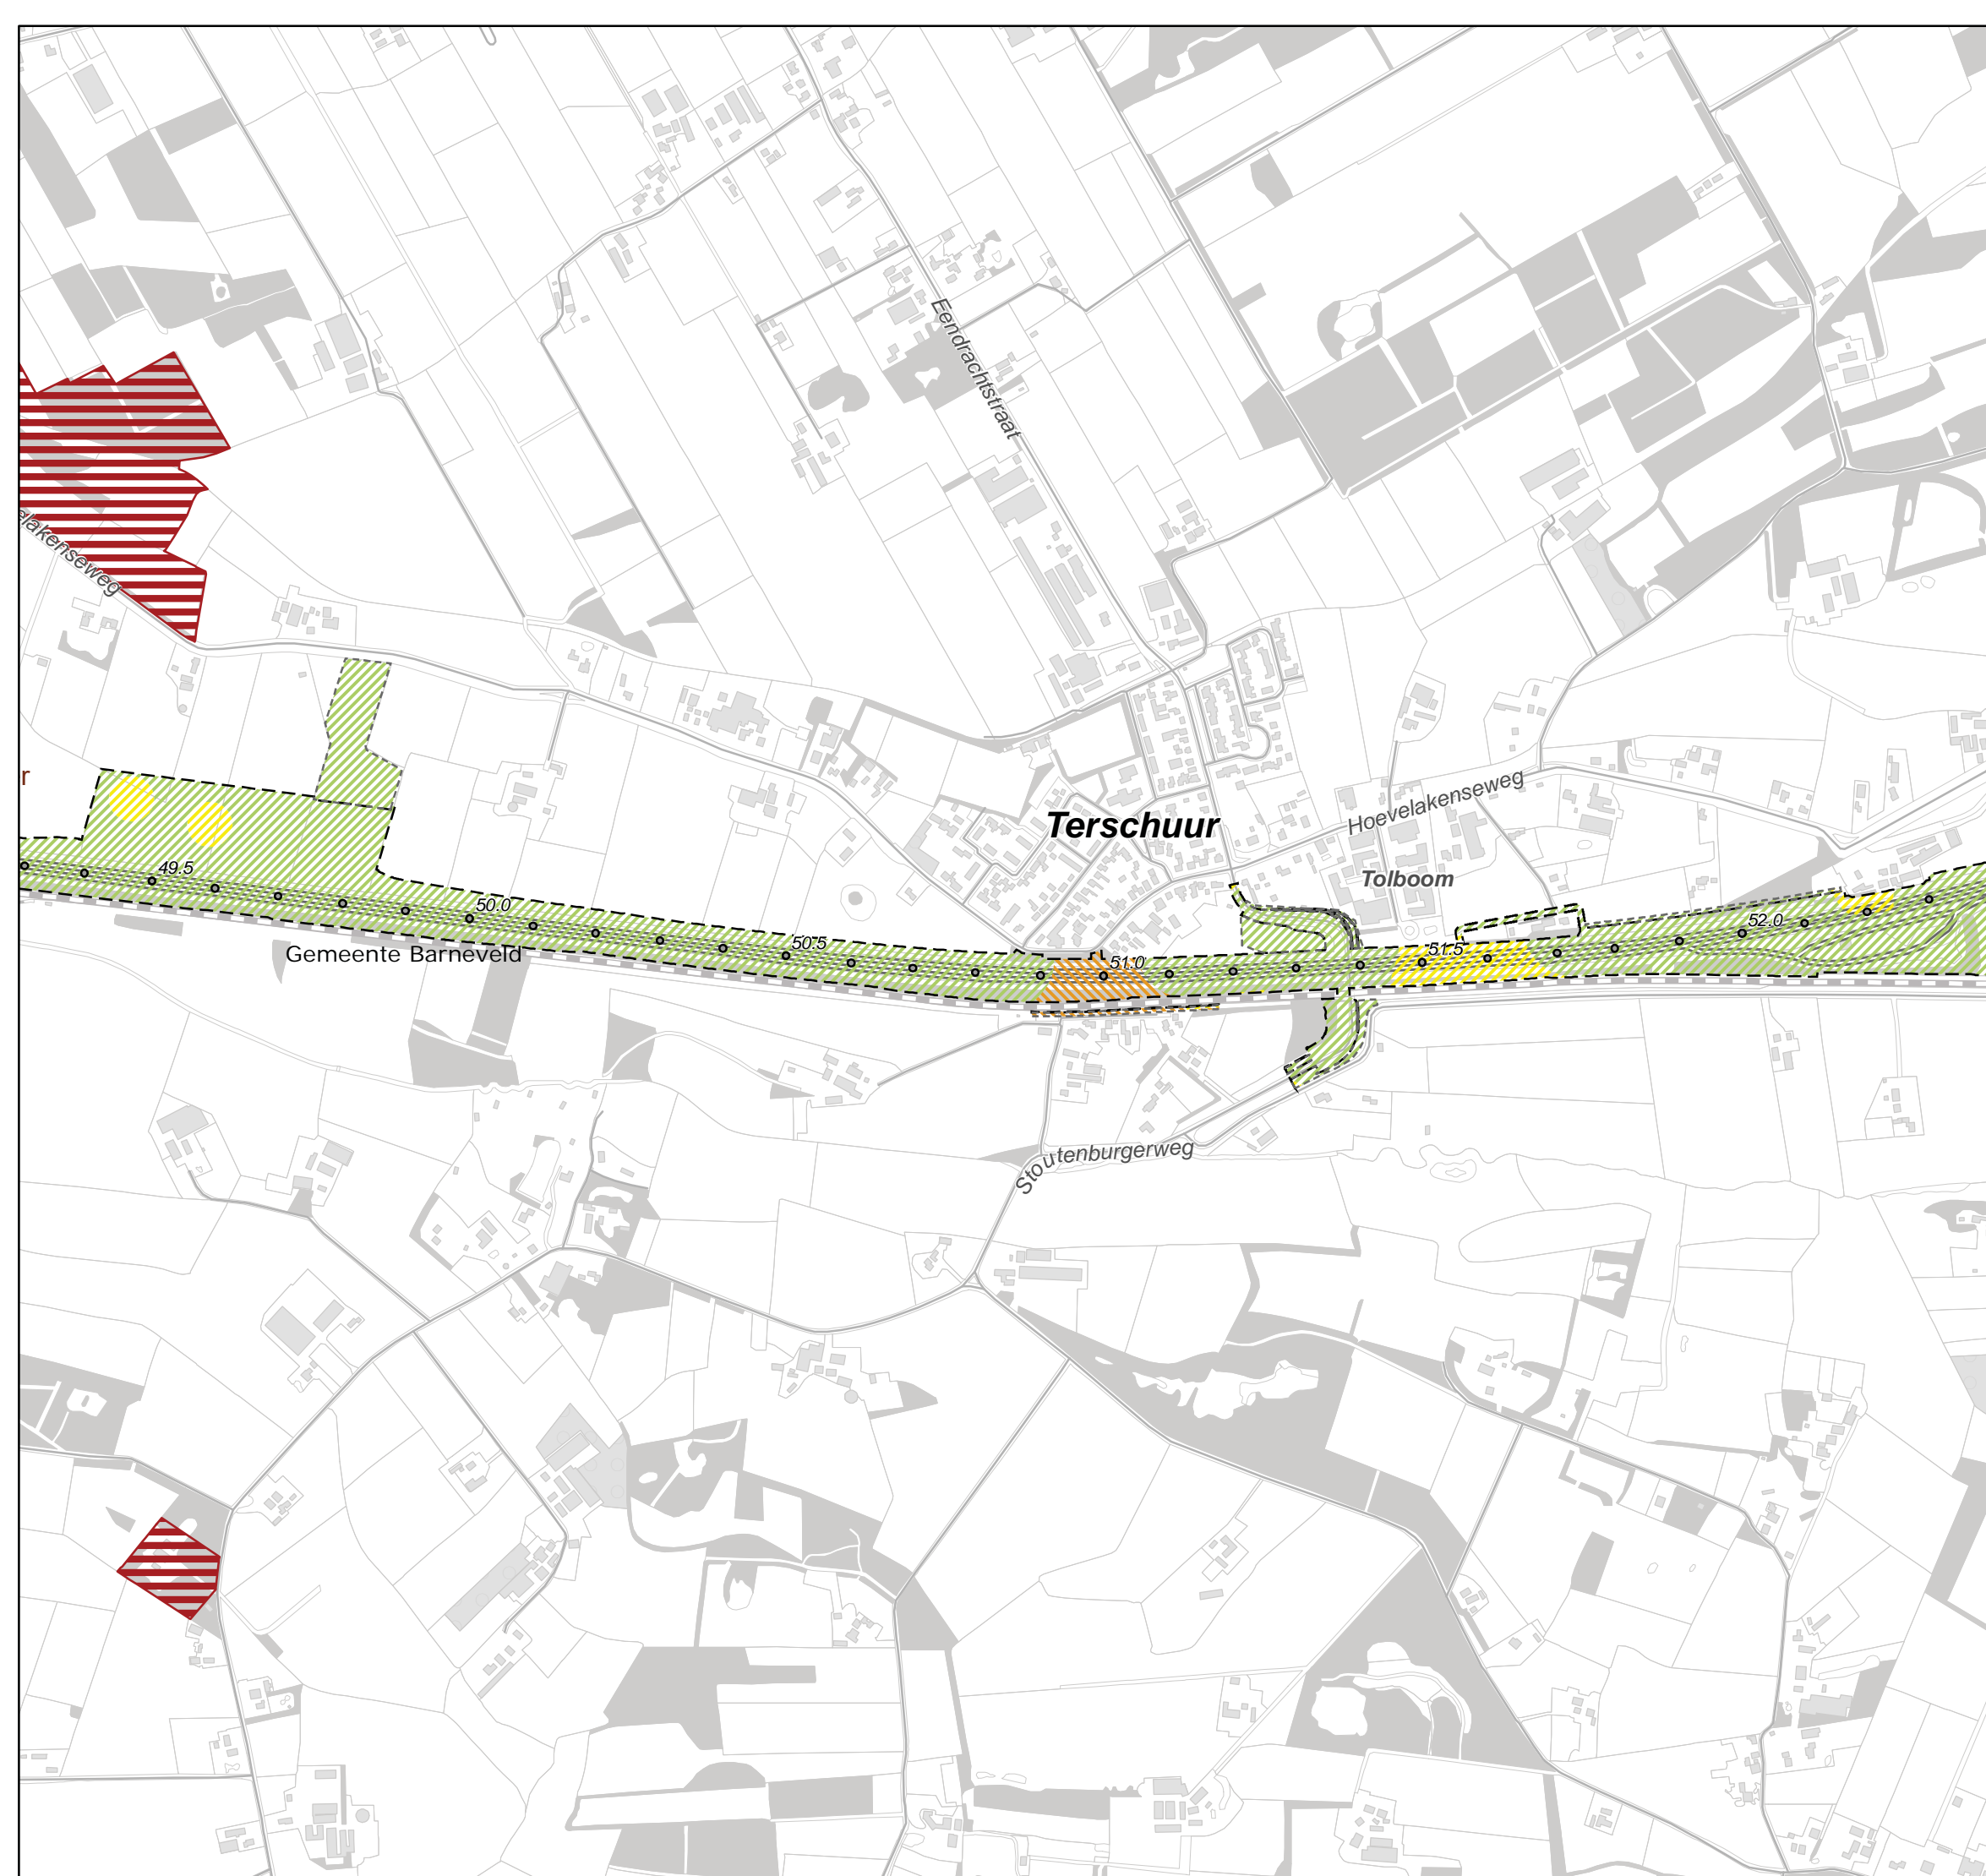 Eendrachtstraat
elakenseweg
r
Terschuur
Hoevelakenseweg
Tolboom
49.5
50.0
50.5
51.0
51.5
52.0
Gemeente Barneveld
Stoutenburgerweg